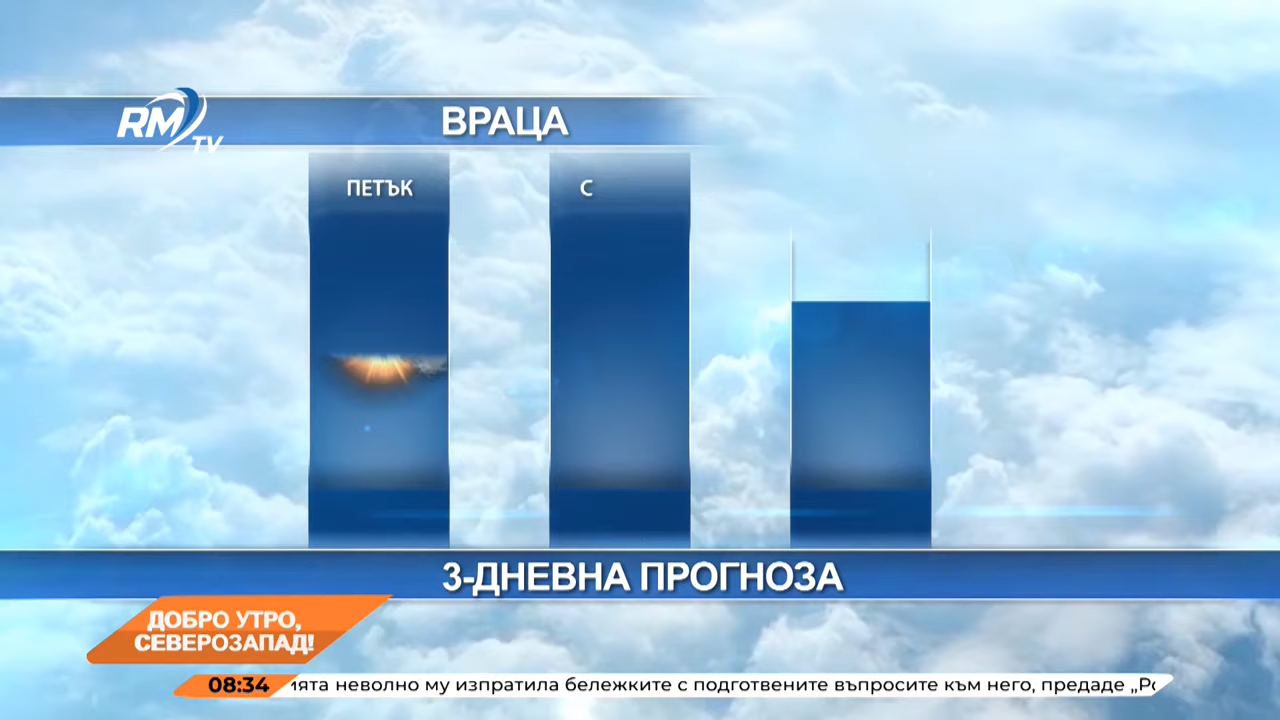 RM TV
ВРАЦА
ПЕТЪК
С
3-ДНЕВНА ПРОГНОЗА
ДОБРО УТРО,
СЕВЕРОЗАПАД!
08:34
неволно му изпратила бележките с подготвените въпросите към него, предаде